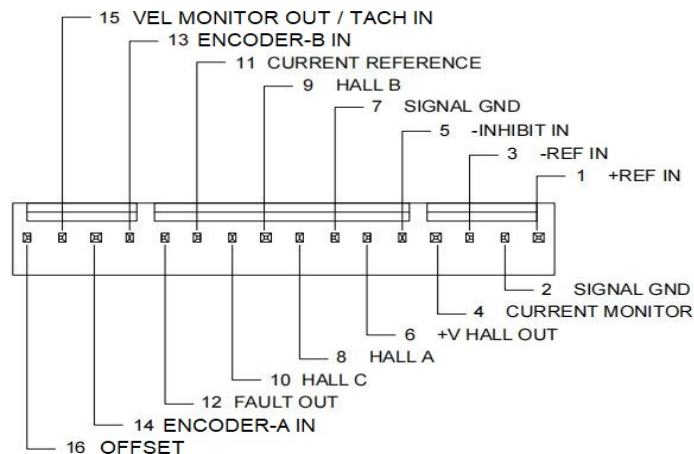 15 VEL MONITOR OUT / TACH IN
13 ENCODER-B IN
11 CURRENT REFERENCE
9 HALL B
7 SIGNAL GND
5 -INHIBIT IN
3 -REF IN
1 +REF IN
2 SIGNAL GND
4 CURRENT MONITOR
6 +V HALL OUT
8 HALL A
10 HALL C
12 FAULT OUT
14 ENCODER-A IN
16 OFFSET